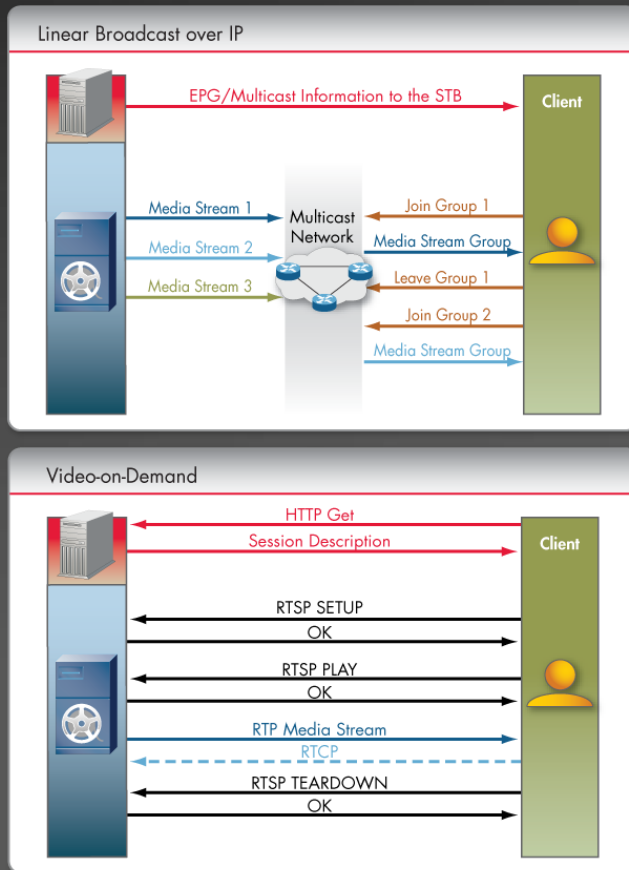 Linear Broadcast over IP
EPG/Multicast Information to the STB
Client
Media Stream 1
Media Stream 2
Media Stream 3
Multicast
Network
Join Group 1
Media Stream Group
Leave Group 1
Join Group 2
Media Stream Group
Video-on-Demand
HTTP Get
Session Description
Client
RTSP SETUP
OK
RTSP PLAY
OK
RTP Media Stream
RTCP
RTSP TEARDOWN
OK